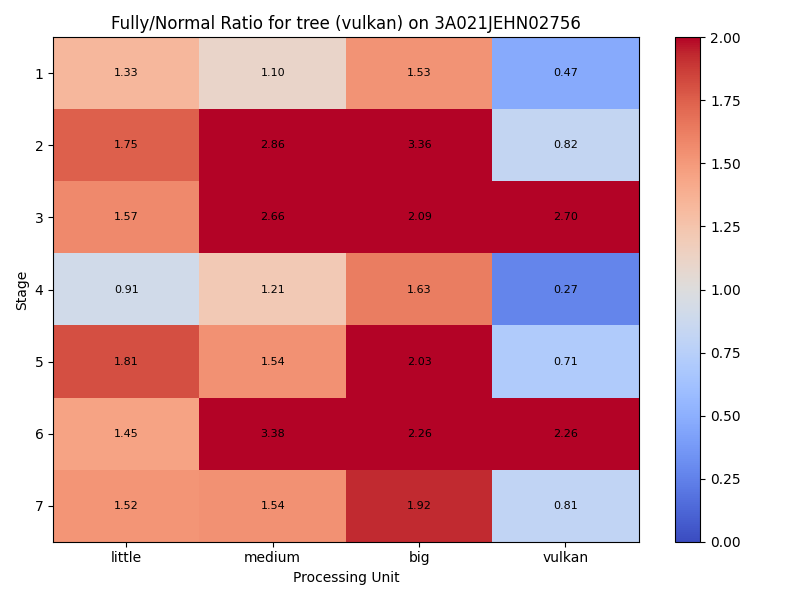 Fully/Normal Ratio for tree (vulkan) on 3A021JEHN02756
Stage
1 1.33 1.10 1.53 0.47
2 1.75 2.86 3.36 0.82
3 1.57 2.66 2.09 2.70
4 0.91 1.21 1.63 0.27
5 1.81 1.54 2.03 0.71
6 1.45 3.38 2.26 2.26
7 1.52 1.54 1.92 0.81
little medium big vulkan
Processing Unit
2.00
1.75
1.50
1.25
1.00
0.75
0.50
0.25
0.00